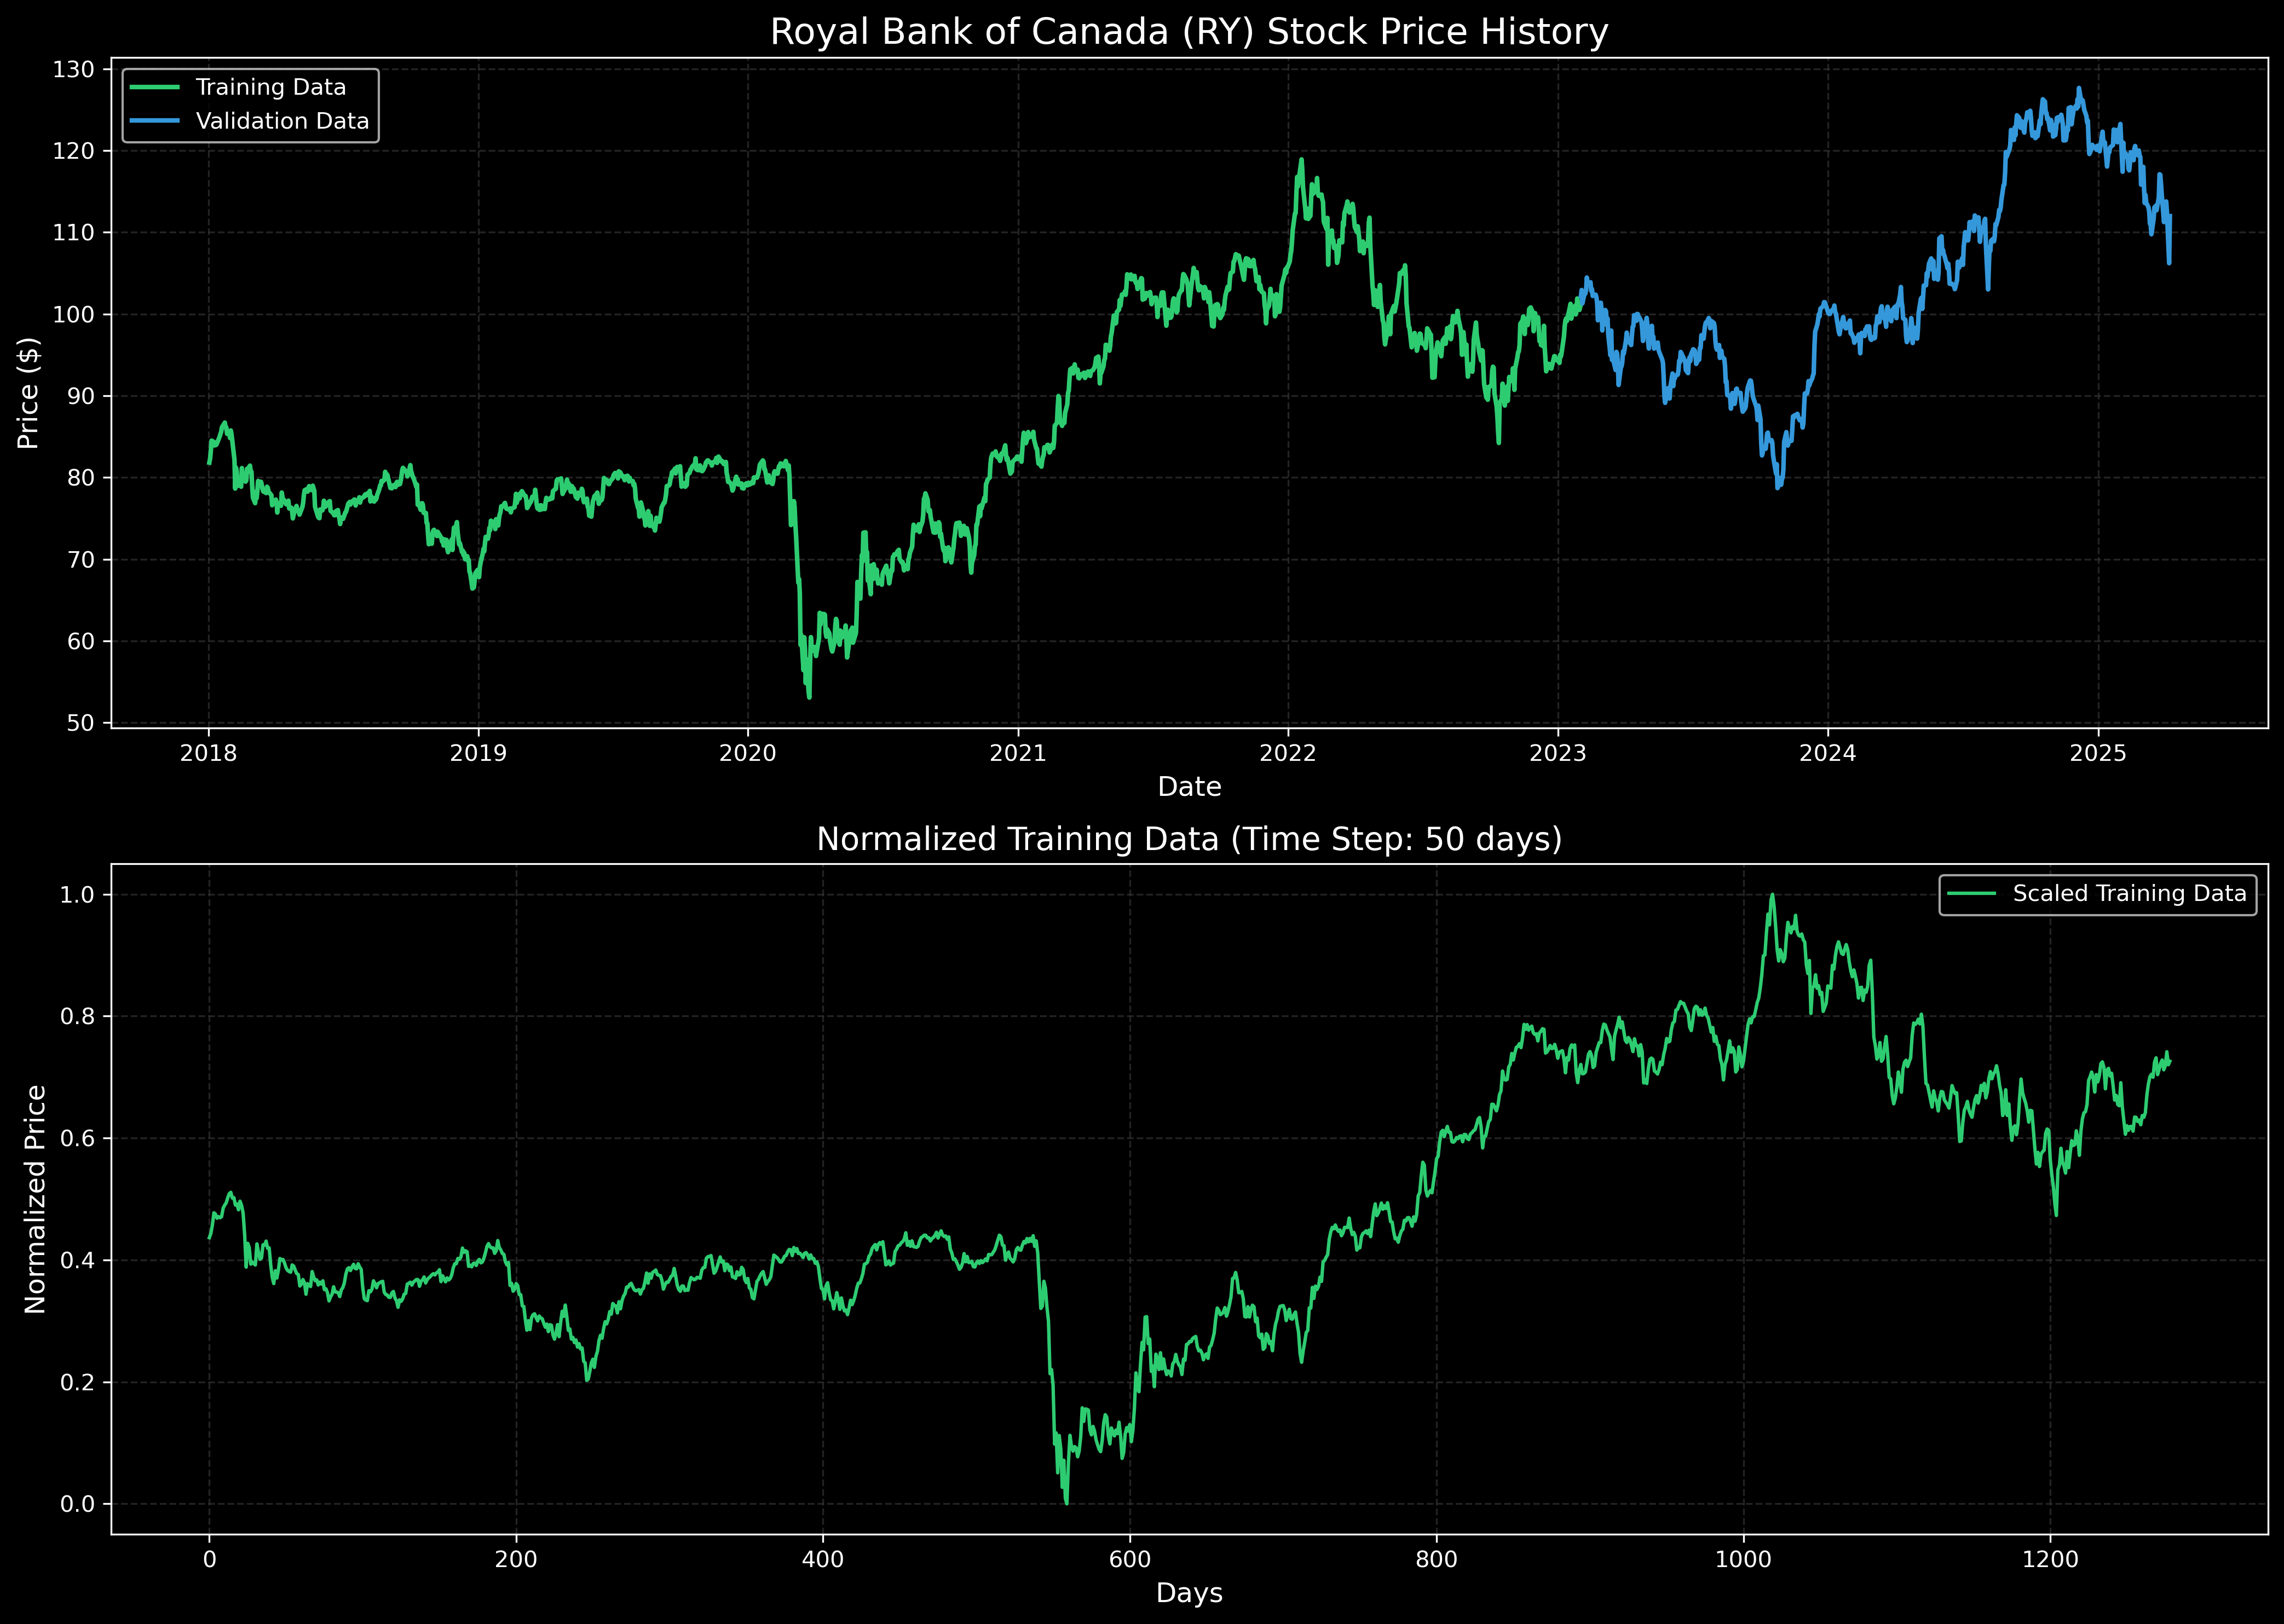 Royal Bank of Canada (RY) Stock Price History
Training Data
Validation Data
Price ($)
130
120
110
100
90
80
70
60
50
2018 2019 2020 2021 2022 2023 2024 2025
Date
Normalized Training Data (Time Step: 50 days)
Scaled Training Data
Normalized Price
1.0
0.8
0.6
0.4
0.2
0.0
0 200 400 600 800 1000 1200
Days